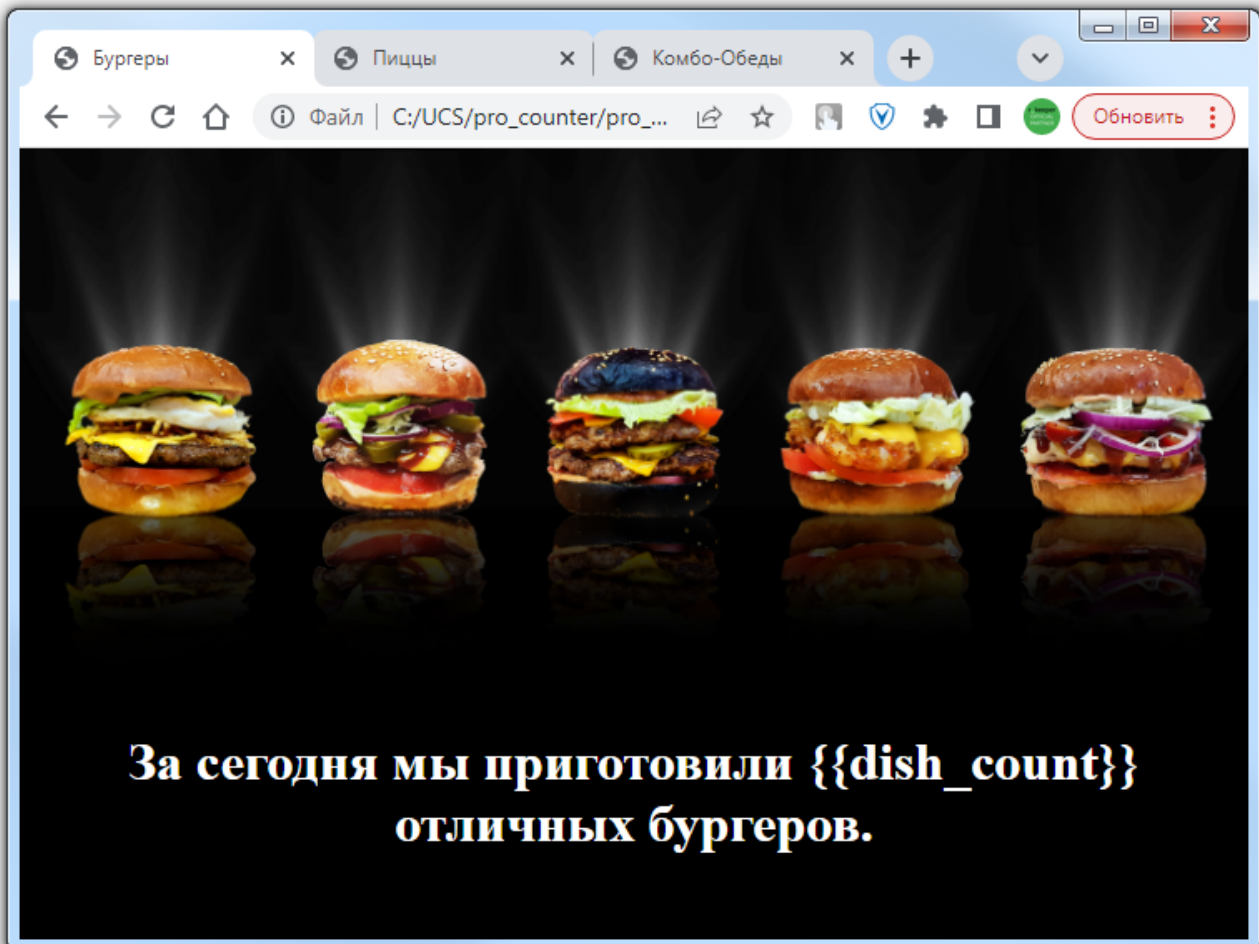 Бургеры
Пиццы
Комбо-Обеды
Файл
C:/UCS/pro_counter/pro_...
Обновить
За сегодня мы приготовили {{dish_count}}
отличных бургеров.